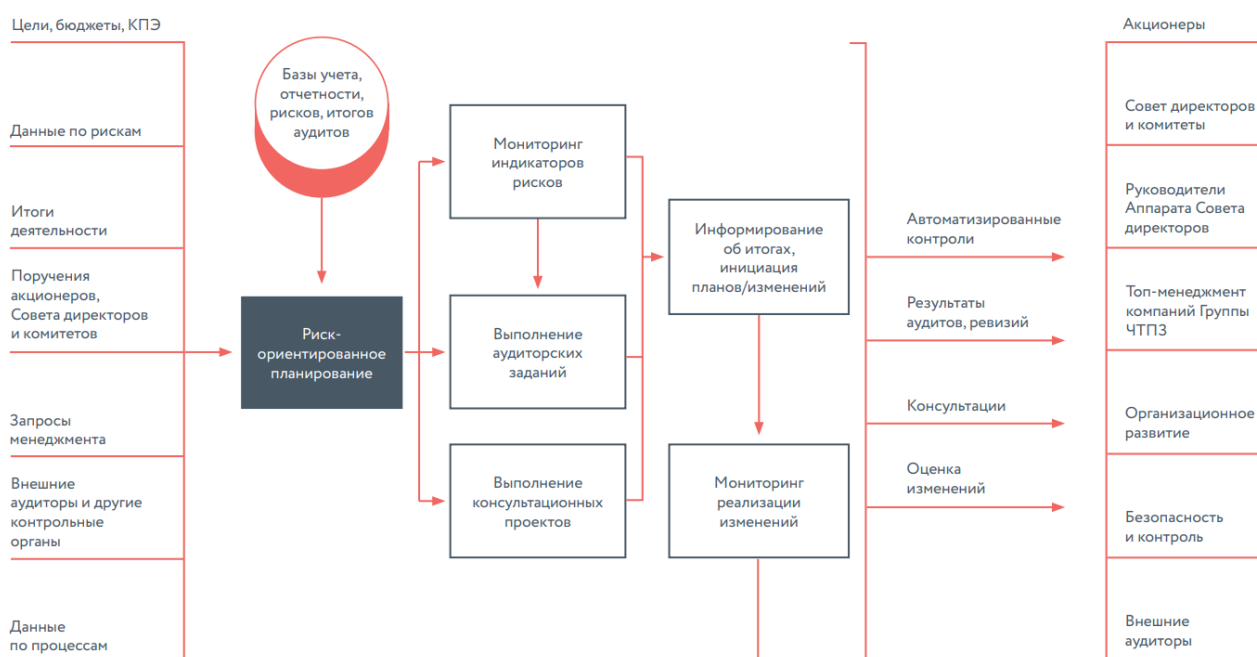 Цели, бюджеты, КПЭ
Данные по рискам
Итоги
деятельности
Поручения
акционеров,
Совета директоров
и комитетов
Запросы
менеджмента
Внешние
аудиторы и другие
контрольные
органы
Данные
по процессам
Базы учета,
отчетности,
рисков, итогов
аудитов
Риск-
ориентированное
планирование
Мониторинг
индикаторов
рисков
Выполнение
аудиторских
заданий
Выполнение
консультационных
проектов
Информирование
об итогах,
инициация
планов/изменений
Мониторинг
реализации
изменений
Автоматизированные
контроли
Результаты
аудитов, ревизий
Консультации
Оценка
изменений
Акционеры
Совет директоров
и комитеты
Руководители
Аппарата Совета
директоров
Топ-менеджмент
компаний Группы
ЧТПЗ
Организационное
развитие
Безопасность
и контроль
Внешние
аудиторы